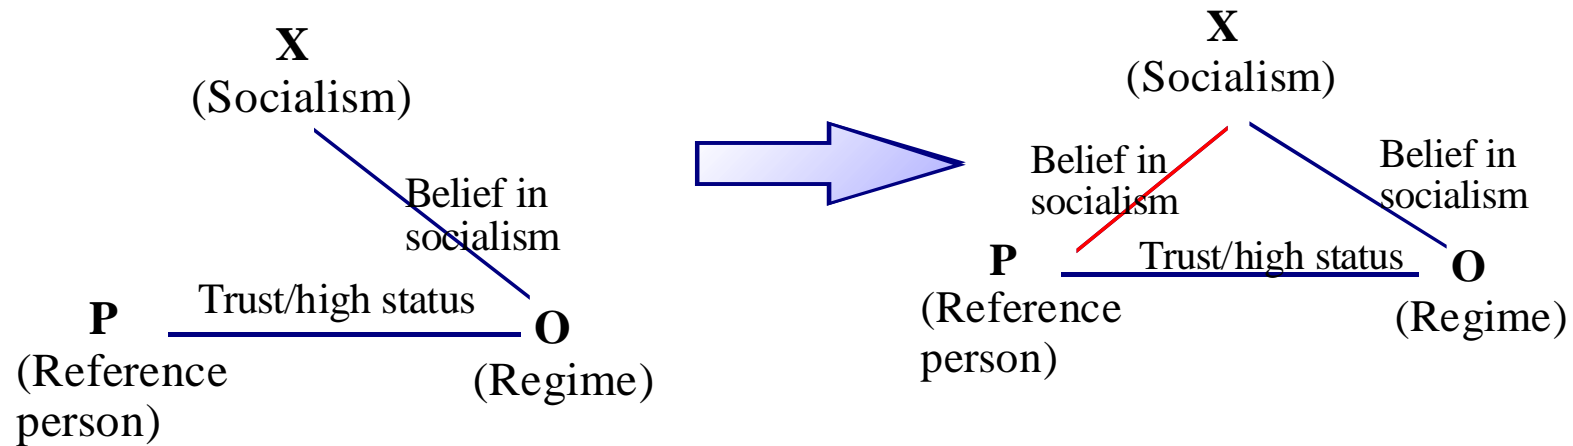 X
(Socialism)
Belief in
socialism
Trust/high status
P
O
(Reference
person)
(Regime)
X
(Socialism)
Belief in
socialism
Belief in
socialism
P
Trust/high status
O
(Reference
person)
(Regime)